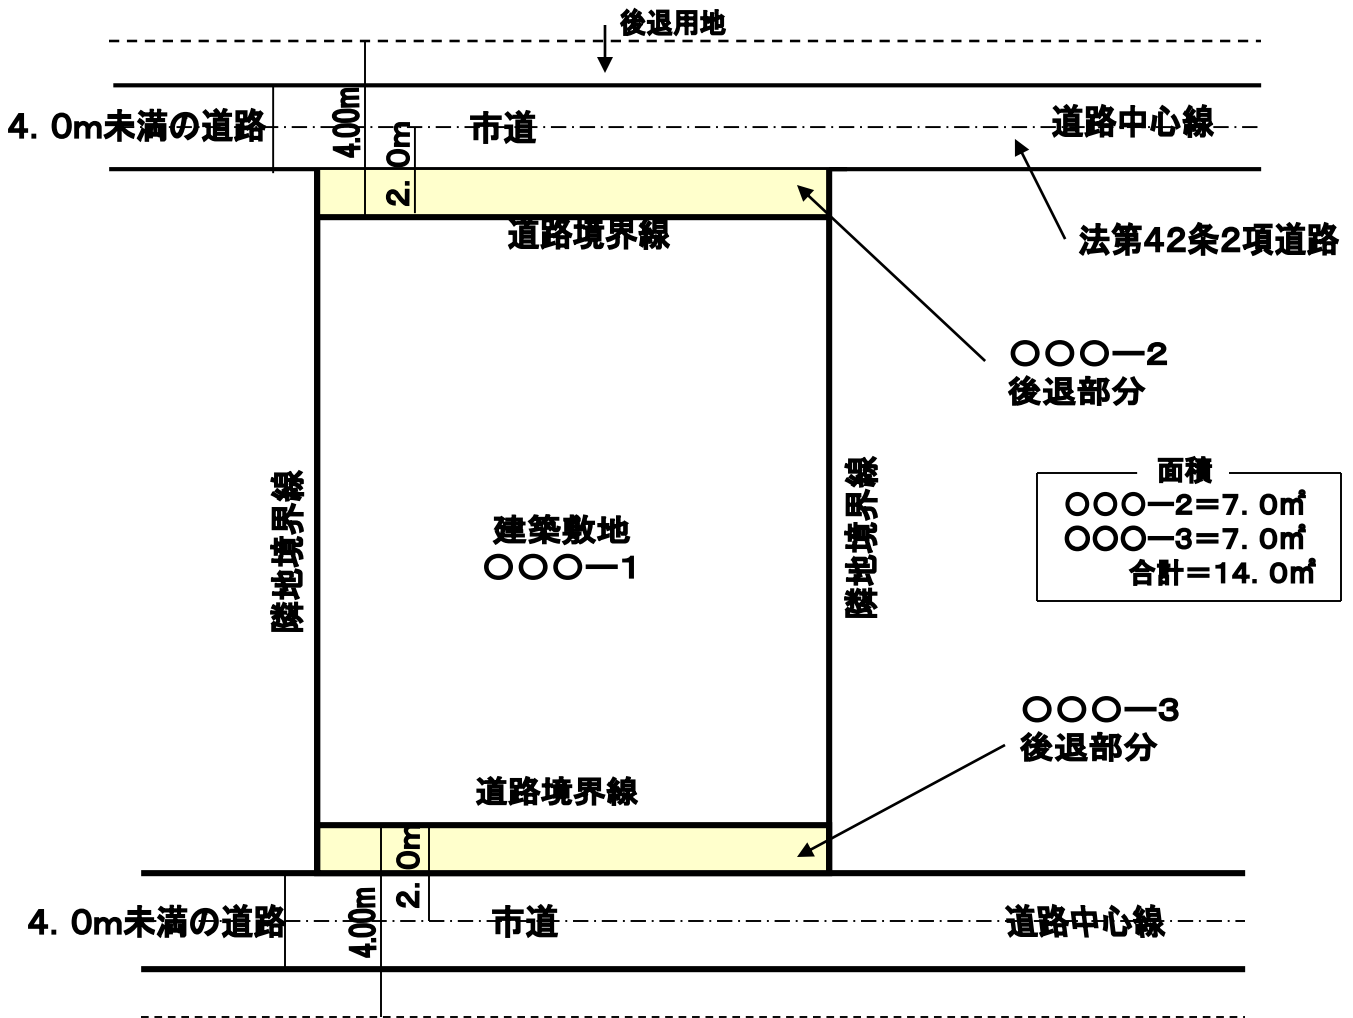 後退用地
4．0m未満の道路
4.00m
2．0m
市道
道路中心線
道路境界線
法第42条2項道路
○○○ー2
後退部分
隣地境界線
建築敷地
○○○ー1
隣地境界線
面積
○○○ー2＝7．0㎡
○○○ー3＝7．0㎡
合計＝14．0㎡
○○○ー3
後退部分
道路境界線
4．0m未満の道路
4.00m
2．0m
市道
道路中心線